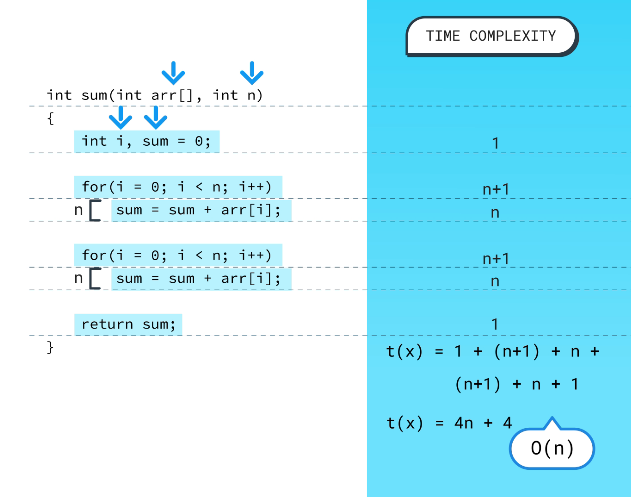 TIME COMPLEXITY
int sum(int arr[], int n)
{
int i, sum = 0; 1
for(i = 0; i < n; i++) n+1
n [ sum = sum + arr[i]; n
for(i = 0; i < n; i++) n+1
n [ sum = sum + arr[i]; n
return sum; 1
}
t(x) = 1 + (n+1) + n +
(n+1) + n + 1
t(x) = 4n + 4
O(n)